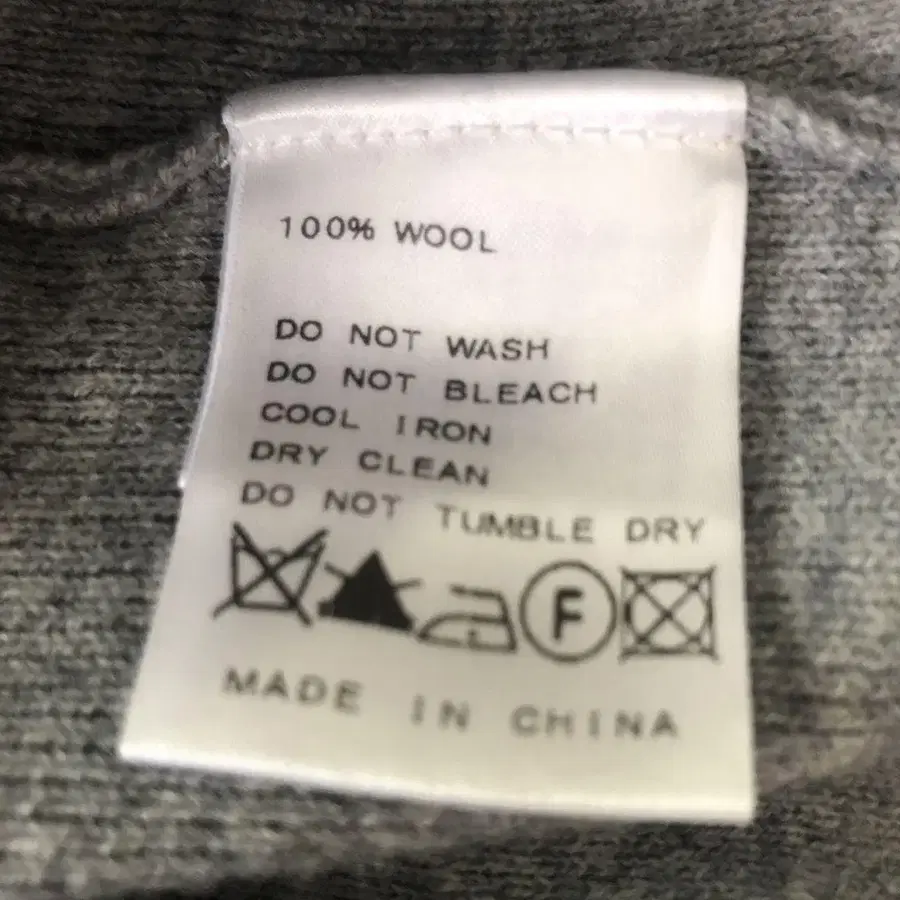 100% WOOL
DO NOT WASH
DO NOT BLEACH
COOL IRON
DRY CLEAN
DO NOT TUMBLE DRY
F
MADE IN CHINA